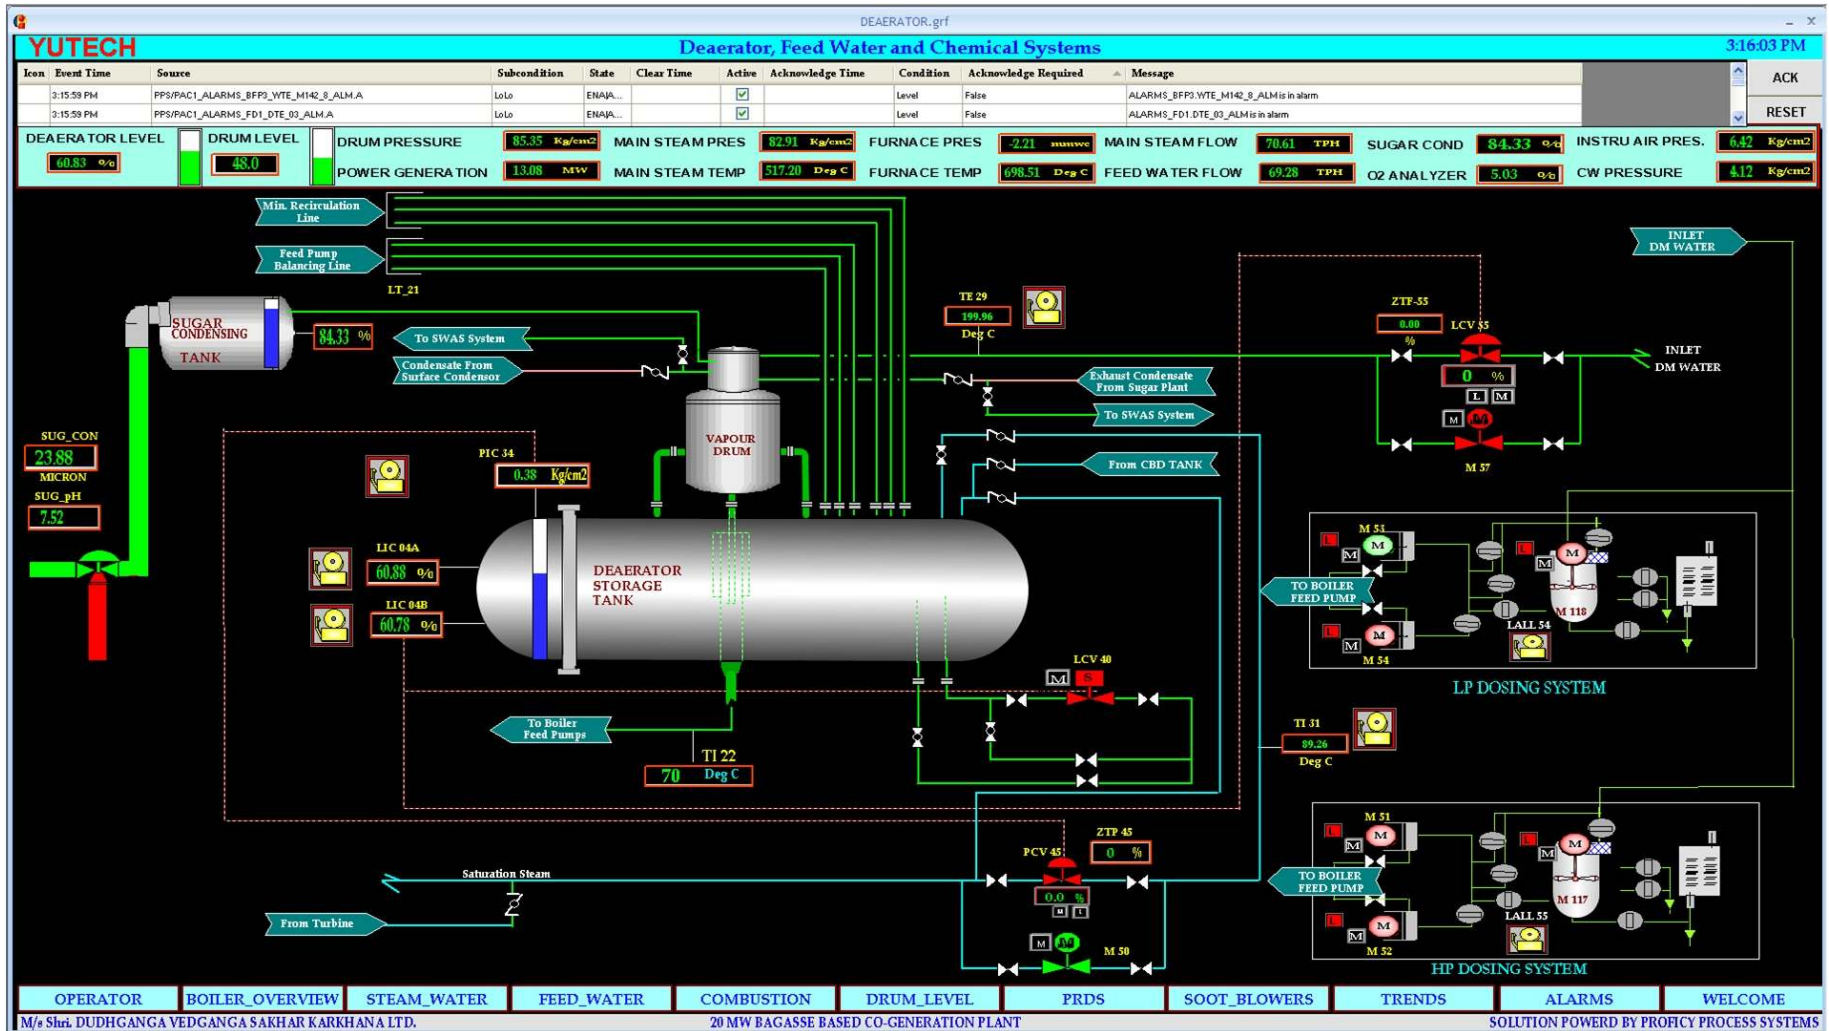 DEAERATOR.grf
YUTECH
Deaerator, Feed Water and Chemical Systems
3:16:03 PM
Icon Event Time Source Subcondition State Clear Time Active Acknowledge Time Condition Acknowledge Required Message
3:15:59 PM PPS/PAC1_ALARMS_BFP3_WTE_M142_8_ALM.A LoLo ENA|A... Level False ALARMS_BFP3.WTE_M142_8_ALM is in alarm
3:15:59 PM PPS/PAC1_ALARMS_FD1_DTE_03_ALM.A LoLo ENA|A... Level False ALARMS_FD1.DTE_03_ALM is in alarm
ACK
RESET
DEAERATOR LEVEL
60.83 %
DRUM LEVEL
48.0
DRUM PRESSURE 85.35 Kg/cm2
POWER GENERATION 13.08 MW
MAIN STEAM PRES 82.91 Kg/cm2
MAIN STEAM TEMP 517.20 Deg C
FURNACE PRES -2.21 mmwc
FURNACE TEMP 698.51 Deg C
MAIN STEAM FLOW 70.61 TPH
FEED WATER FLOW 69.28 TPH
SUGAR COND 84.33 %
O2 ANALYZER 5.03 %
INSTRU AIR PRES. 6.42 Kg/cm2
CW PRESSURE 4.12 Kg/cm2
Min. Recirculation
Line
Feed Pump
Balancing Line
LT_21
SUGAR
CONDENSING
TANK
84.33 %
To SWAS System
Condensate From
Surface Condensor
VAPOUR
DRUM
TE 29
199.96
Deg C
Exhaust Condensate
From Sugar Plant
To SWAS System
From CBD TANK
ZTF-55
0.00
%
LCV 55
0 %
L M
M M
M 57
INLET
DM WATER
INLET
DM WATER
SUG_CON
23.88
MICRON
SUG_pH
7.52
PIC 34
0.38 Kg/cm2
LIC 04A
60.88 %
LIC 04B
60.78 %
DEAERATOR
STORAGE
TANK
To Boiler
Feed Pumps
TI 22
70 Deg C
LCV 40
M S
M 53
L M M
TO BOILER
FEED PUMP
L M M
M 54
L M M
M 118
LALL 54
LP DOSING SYSTEM
TI 31
89.26
Deg C
M 51
L M M
TO BOILER
FEED PUMP
L M M
M 52
L M M
M 117
LALL 55
HP DOSING SYSTEM
Saturation Steam
From Turbine
PCV 45
ZTP 45
0 %
0.0 %
M L
M M
M 50
OPERATOR BOILER_OVERVIEW STEAM_WATER FEED_WATER COMBUSTION DRUM_LEVEL PRDS SOOT_BLOWERS TRENDS ALARMS WELCOME
M/s Shri. DUDHGANGA VEDGANGA SAKHAR KARKHANA LTD. 20 MW BAGASSE BASED CO-GENERATION PLANT SOLUTION POWERD BY PROFICY PROCESS SYSTEMS